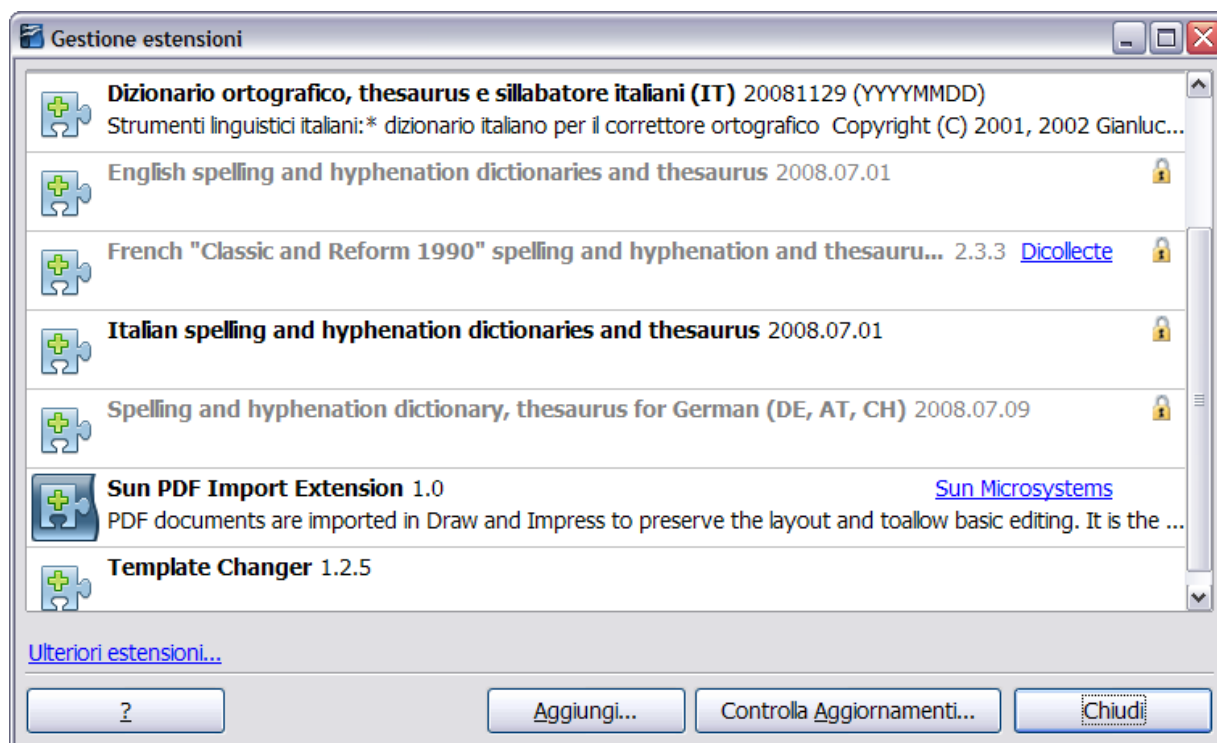 Gestione estensioni
Dizionario ortografico, thesaurus e sillabatore italiani (IT) 20081129 (YYYYMMDD)
Strumenti linguistici italiani:* dizionario italiano per il correttore ortografico  Copyright (C) 2001, 2002 Gianluc...
English spelling and hyphenation dictionaries and thesaurus 2008.07.01
French "Classic and Reform 1990" spelling and hyphenation and thesauru... 2.3.3 Dicollecte
Italian spelling and hyphenation dictionaries and thesaurus 2008.07.01
Spelling and hyphenation dictionary, thesaurus for German (DE, AT, CH) 2008.07.09
Sun PDF Import Extension 1.0 Sun Microsystems
PDF documents are imported in Draw and Impress to preserve the layout and toallow basic editing. It is the ...
Template Changer 1.2.5
Ulteriori estensioni...
? Aggiungi... Controlla Aggiornamenti... Chiudi